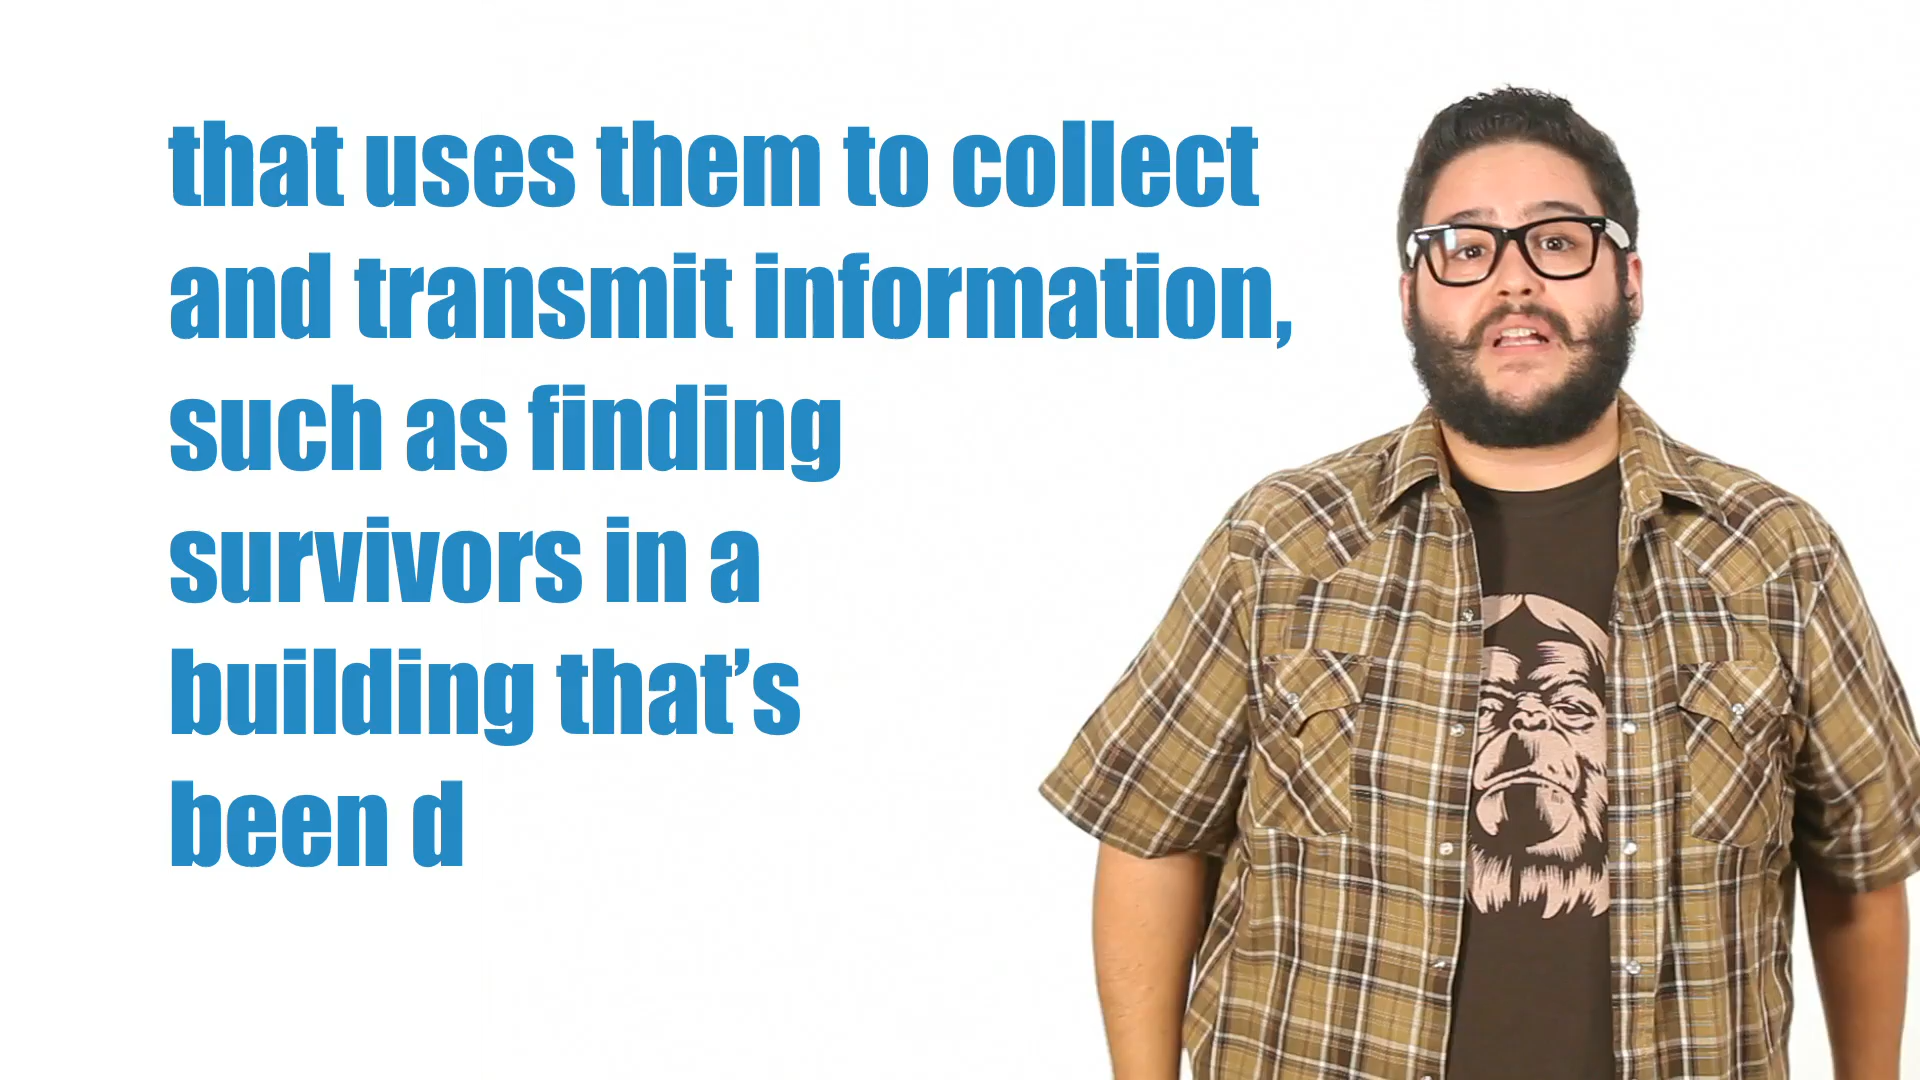 that uses them to collect
and transmit information,
such as finding
survivors in a
building that’s
been d